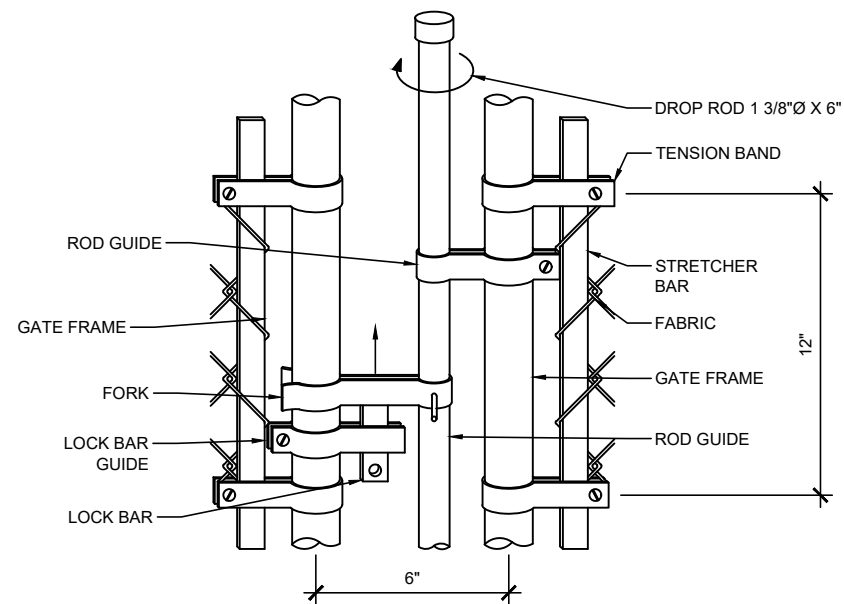 DROP ROD 1 3/8"Ø X 6"
TENSION BAND
ROD GUIDE
STRETCHER
BAR
GATE FRAME
FABRIC
12"
FORK
GATE FRAME
LOCK BAR
GUIDE
ROD GUIDE
LOCK BAR
6"